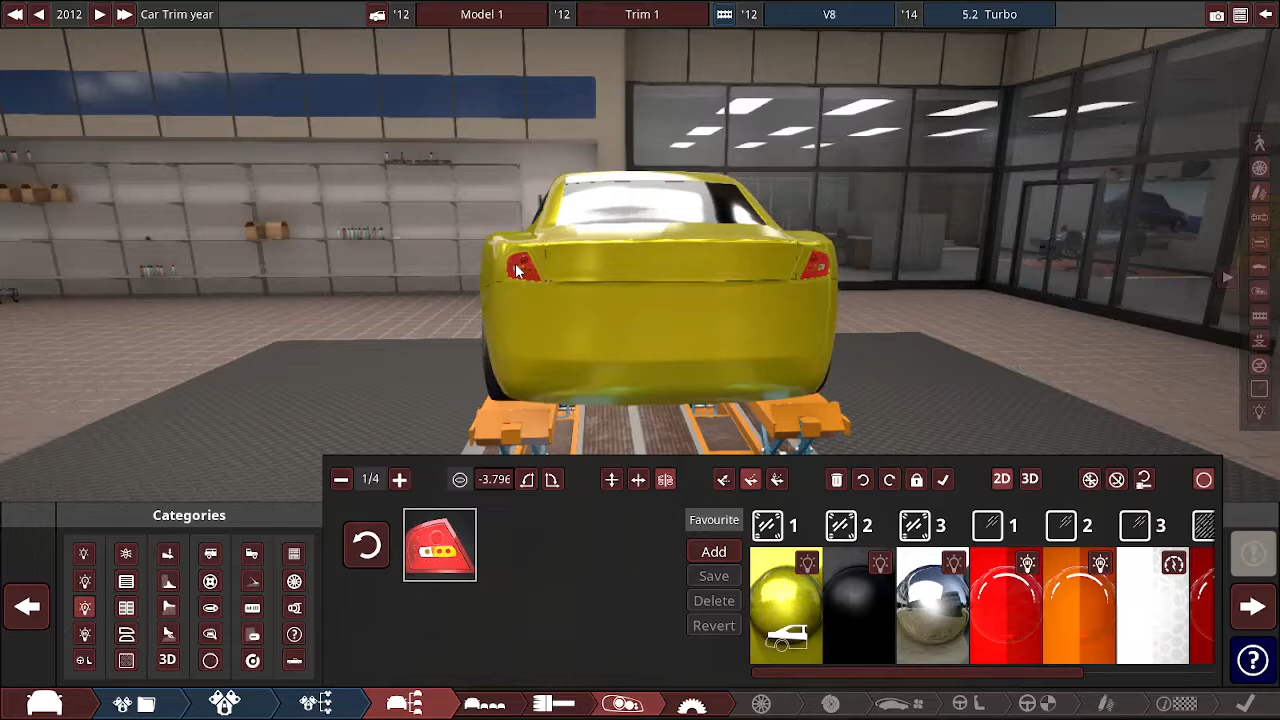 2012 Car Trim year '12 Model 1 '12 Trim 1 '12 V8 '14 5.2 Turbo
1/4 -3.796 2D 3D
Categories
Favourite 1 2 3 1 2 3
Add
Save
Delete
Revert
L 3D
?